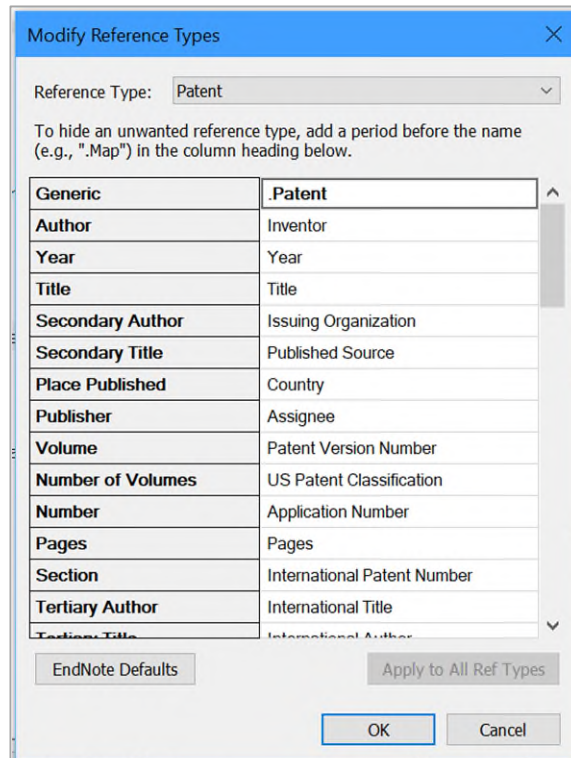 Modify Reference Types
Reference Type: Patent
To hide an unwanted reference type, add a period before the name
(e.g., ".Map") in the column heading below.
Generic .Patent
Author Inventor
Year Year
Title Title
Secondary Author Issuing Organization
Secondary Title Published Source
Place Published Country
Publisher Assignee
Volume Patent Version Number
Number of Volumes US Patent Classification
Number Application Number
Pages Pages
Section International Patent Number
Tertiary Author International Title
Tertiary Title International Author
EndNote Defaults Apply to All Ref Types
OK Cancel